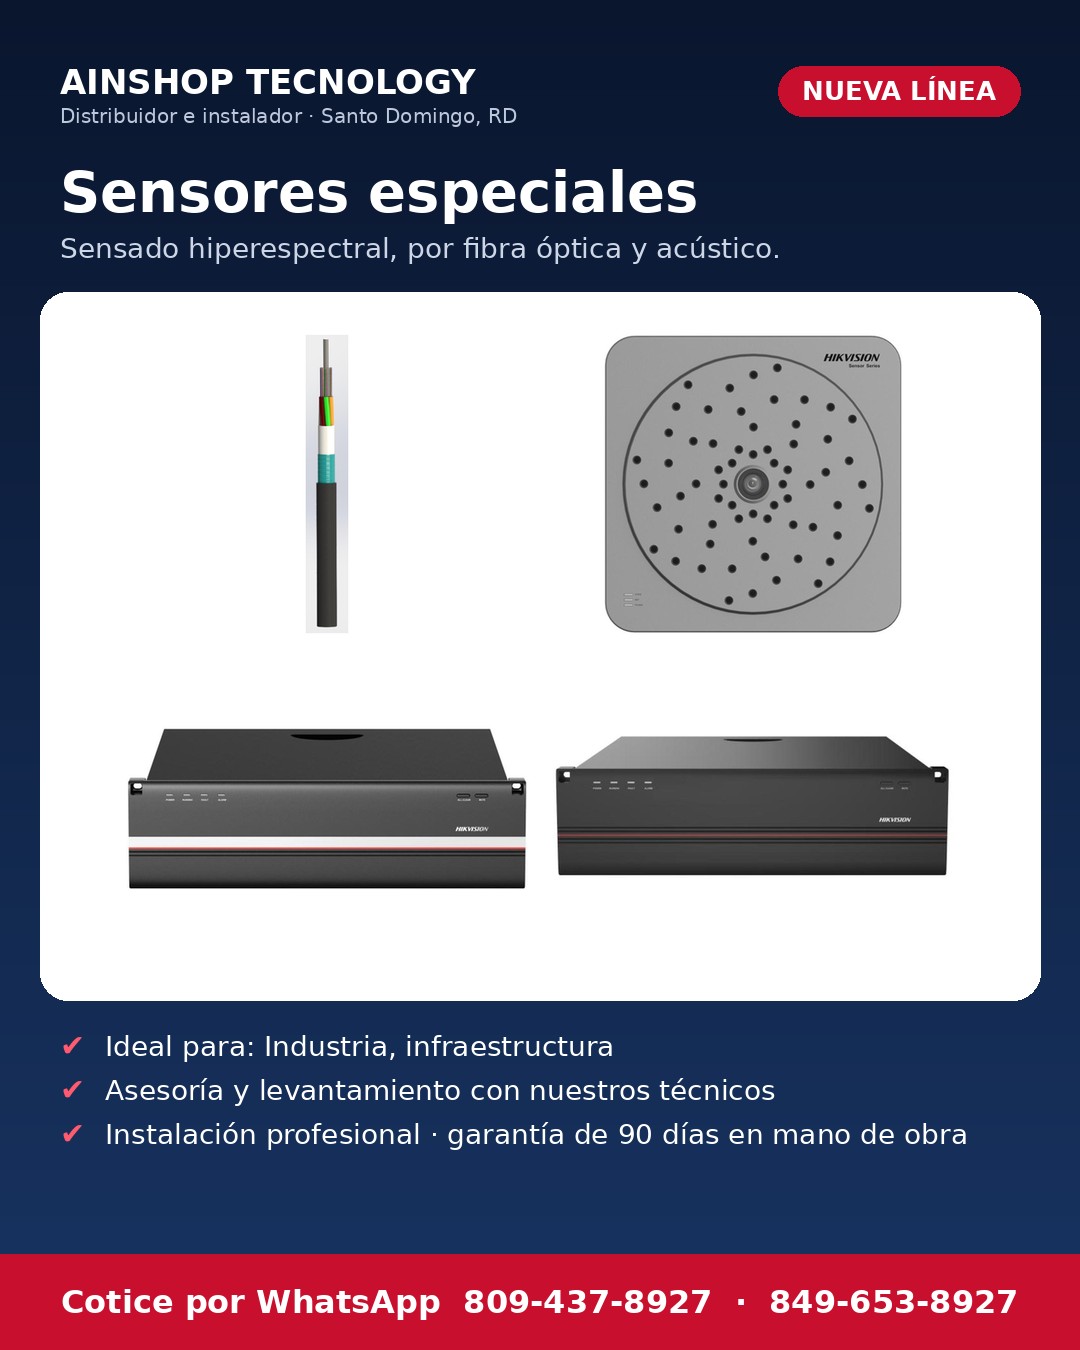 AINSHOP TECNOLOGY
NUEVA LÍNEA
Distribuidor e instalador · Santo Domingo, RD
Sensores especiales
Sensado hiperespectral, por fibra óptica y acústico.
HIKVISION
Sensor Series
HIKVISION
HIKVISION
✔ Ideal para: Industria, infraestructura
✔ Asesoría y levantamiento con nuestros técnicos
✔ Instalación profesional · garantía de 90 días en mano de obra
Cotice por WhatsApp 809-437-8927 · 849-653-8927